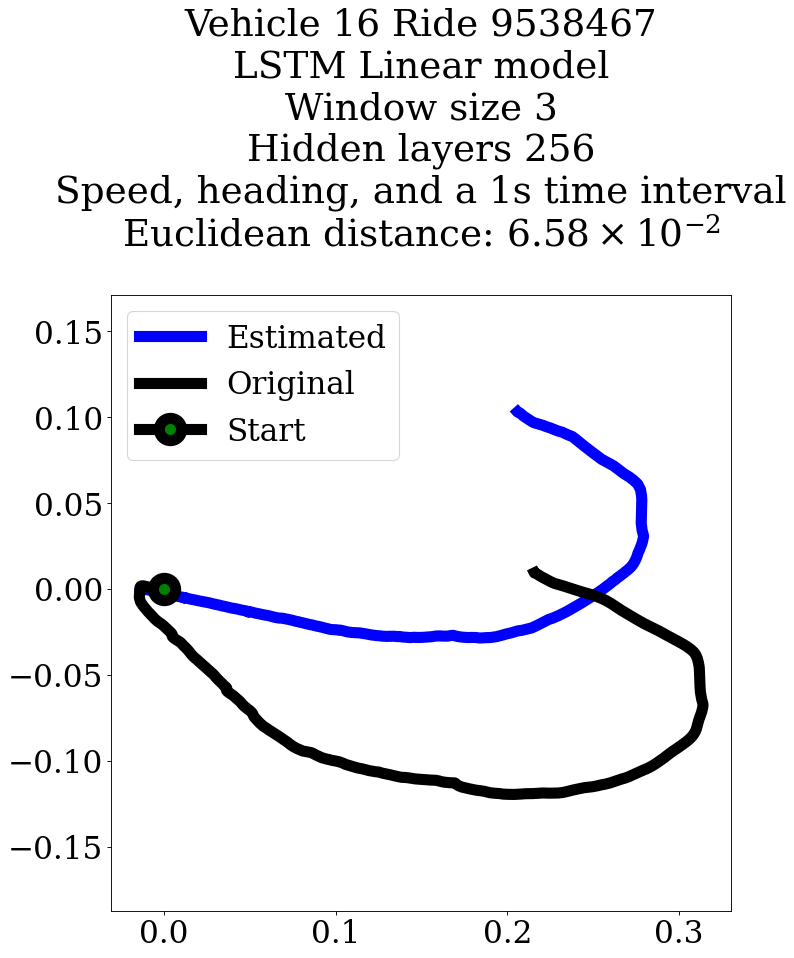 Vehicle 16 Ride 9538467
LSTM Linear model
Window size 3
Hidden layers 256
Speed, heading, and a 1s time interval
Euclidean distance: 6.58 × 10⁻²
Estimated
Original
Start
0.15
0.10
0.05
0.00
−0.05
−0.10
−0.15
0.0 0.1 0.2 0.3